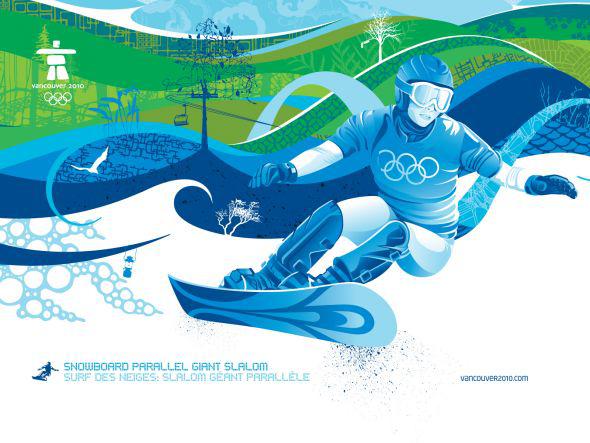 vancouver 2010
SNOWBOARD PARALLEL GIANT SLALOM
SURF DES NEIGES: SLALOM GÉANT PARALLÈLE
vancouver2010.com